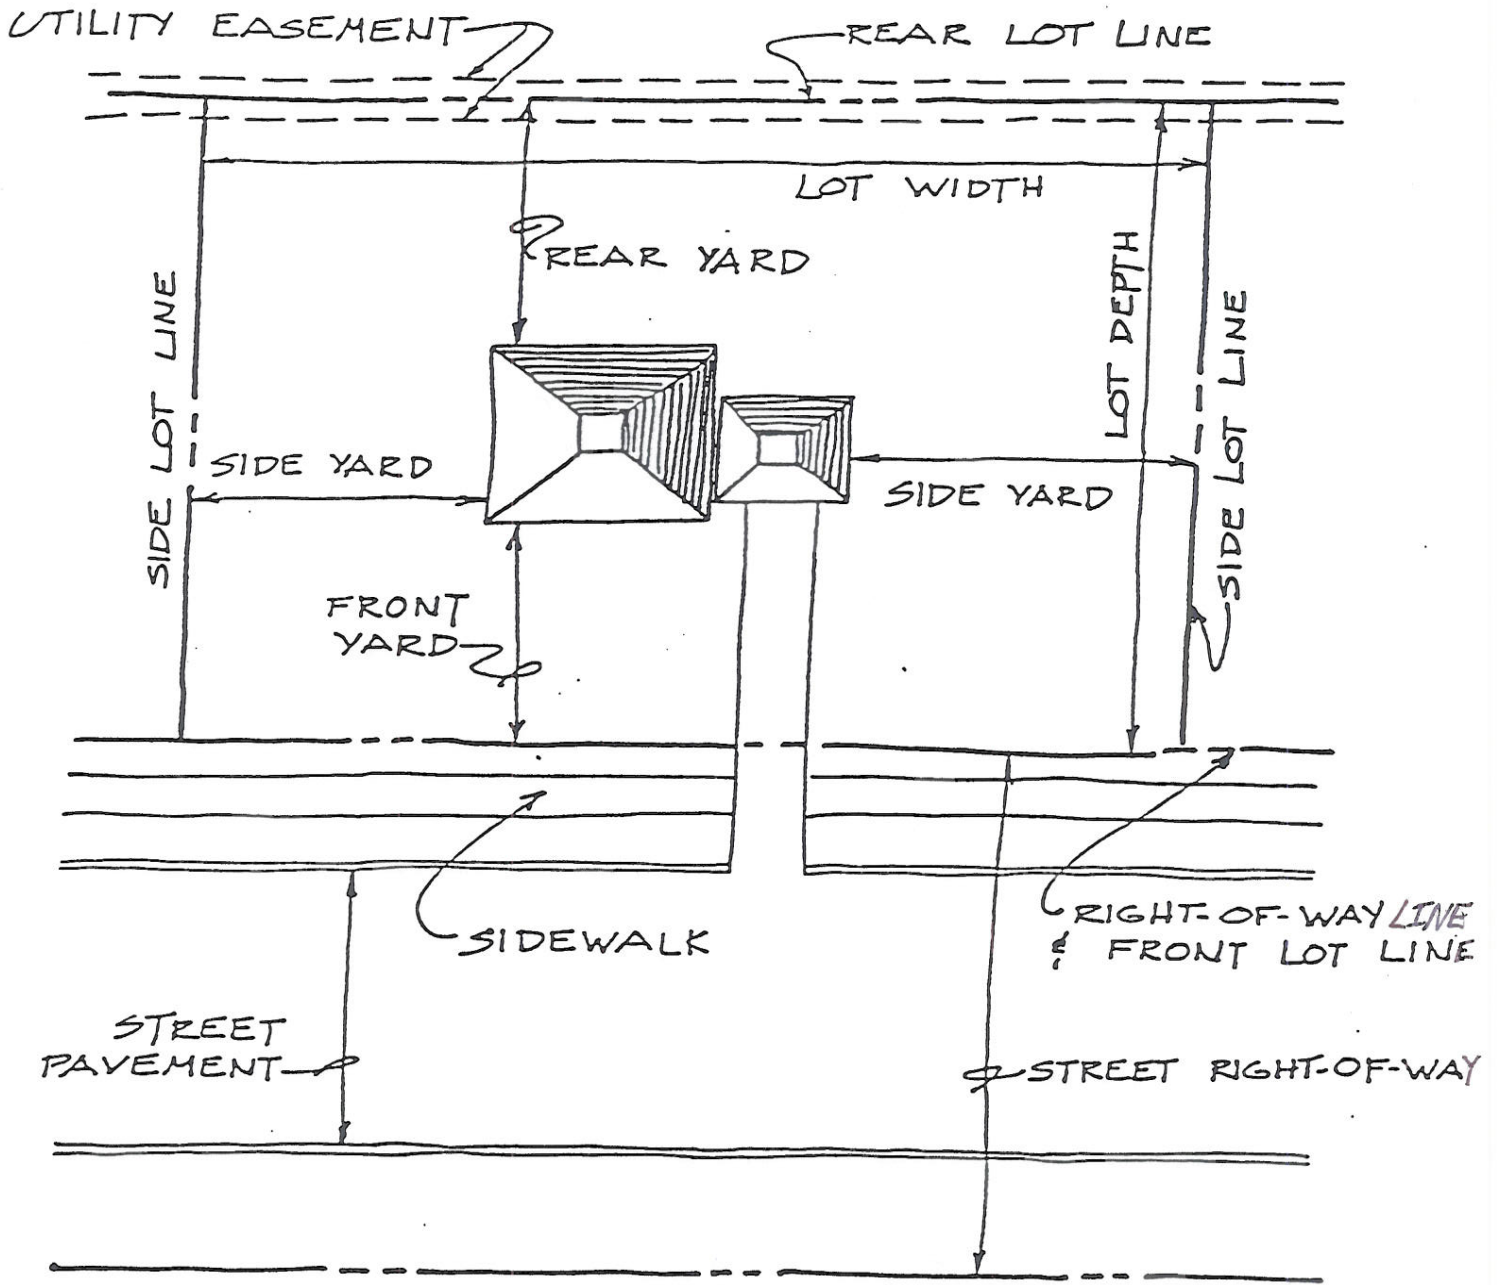 UTILITY EASEMENT
REAR LOT LINE
LOT WIDTH
REAR YARD
LOT DEPTH
SIDE LOT LINE
SIDE LOT LINE
SIDE YARD
SIDE YARD
FRONT
YARD
SIDEWALK
RIGHT-OF-WAY LINE
& FRONT LOT LINE
STREET
PAVEMENT
STREET RIGHT-OF-WAY